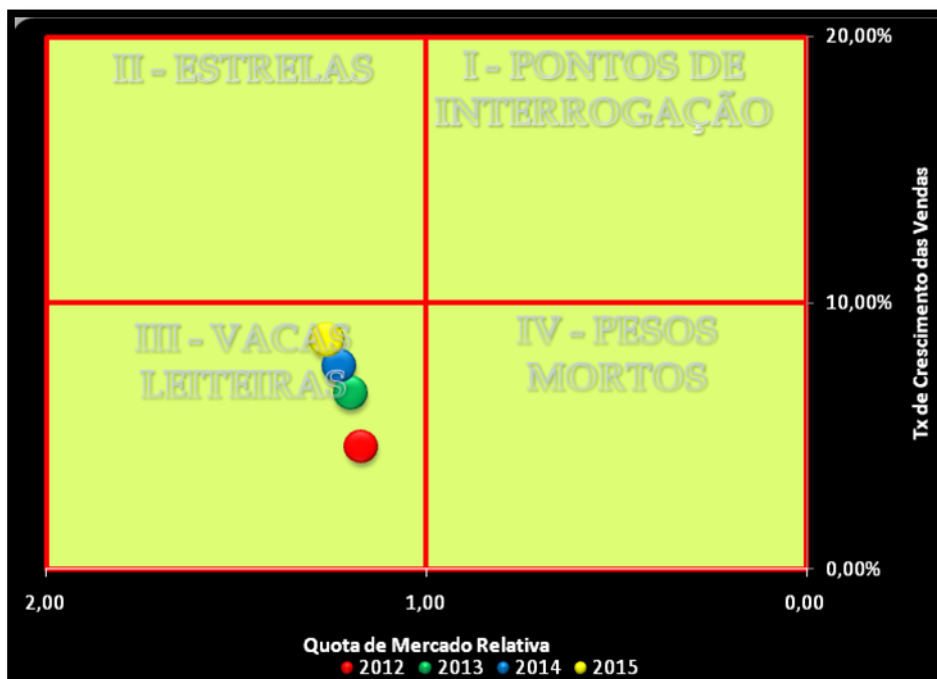 II - ESTRELAS
I - PONTOS DE
INTERROGAÇÃO
20,00%
Tx de Crescimento das Vendas
10,00%
III - VACAS
LEITEIRAS
IV - PESOS
MORTOS
0,00%
2,00
1,00
0,00
Quota de Mercado Relativa
2012 2013 2014 2015